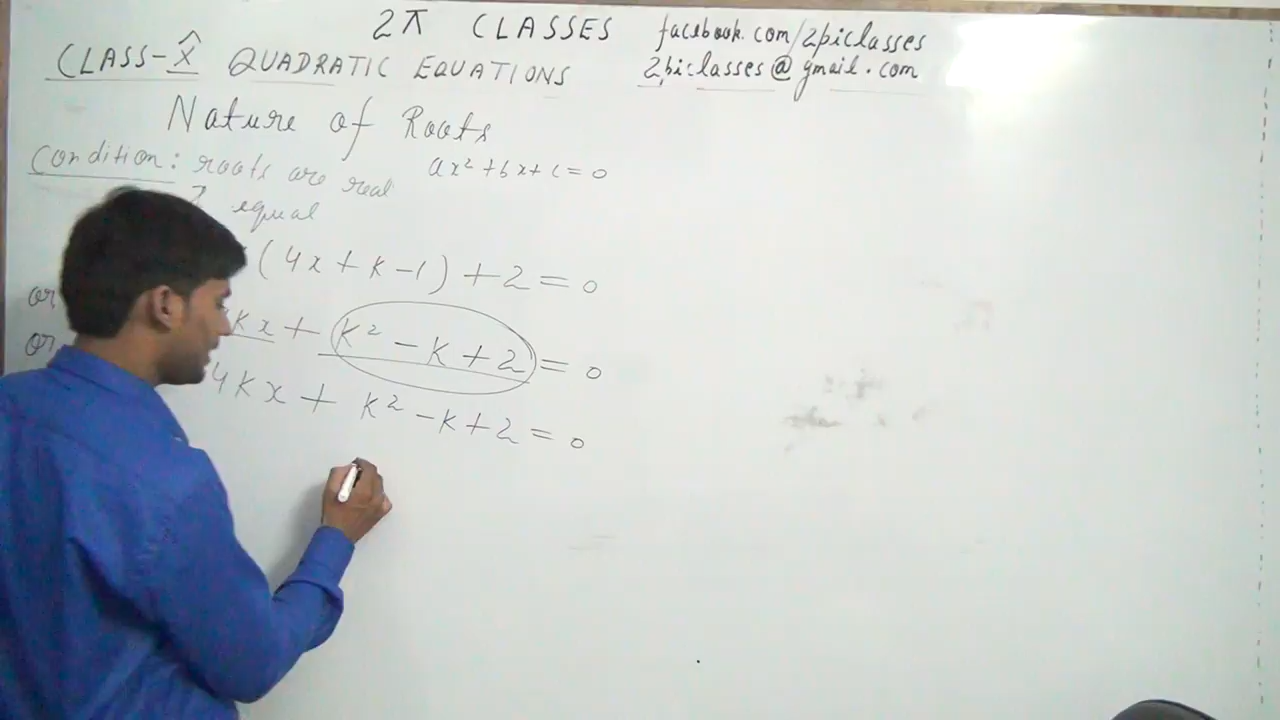 2π CLASSES facebook.com/2piclasses
CLASS-X QUADRATIC EQUATIONS 2piclasses@gmail.com
Nature of Roots
Condition: roots are real ax² + bx + c = 0
& equal
(4x + k - 1) + 2 = 0
or
kx + k² - k + 2 = 0
or
4kx + k² - k + 2 = 0